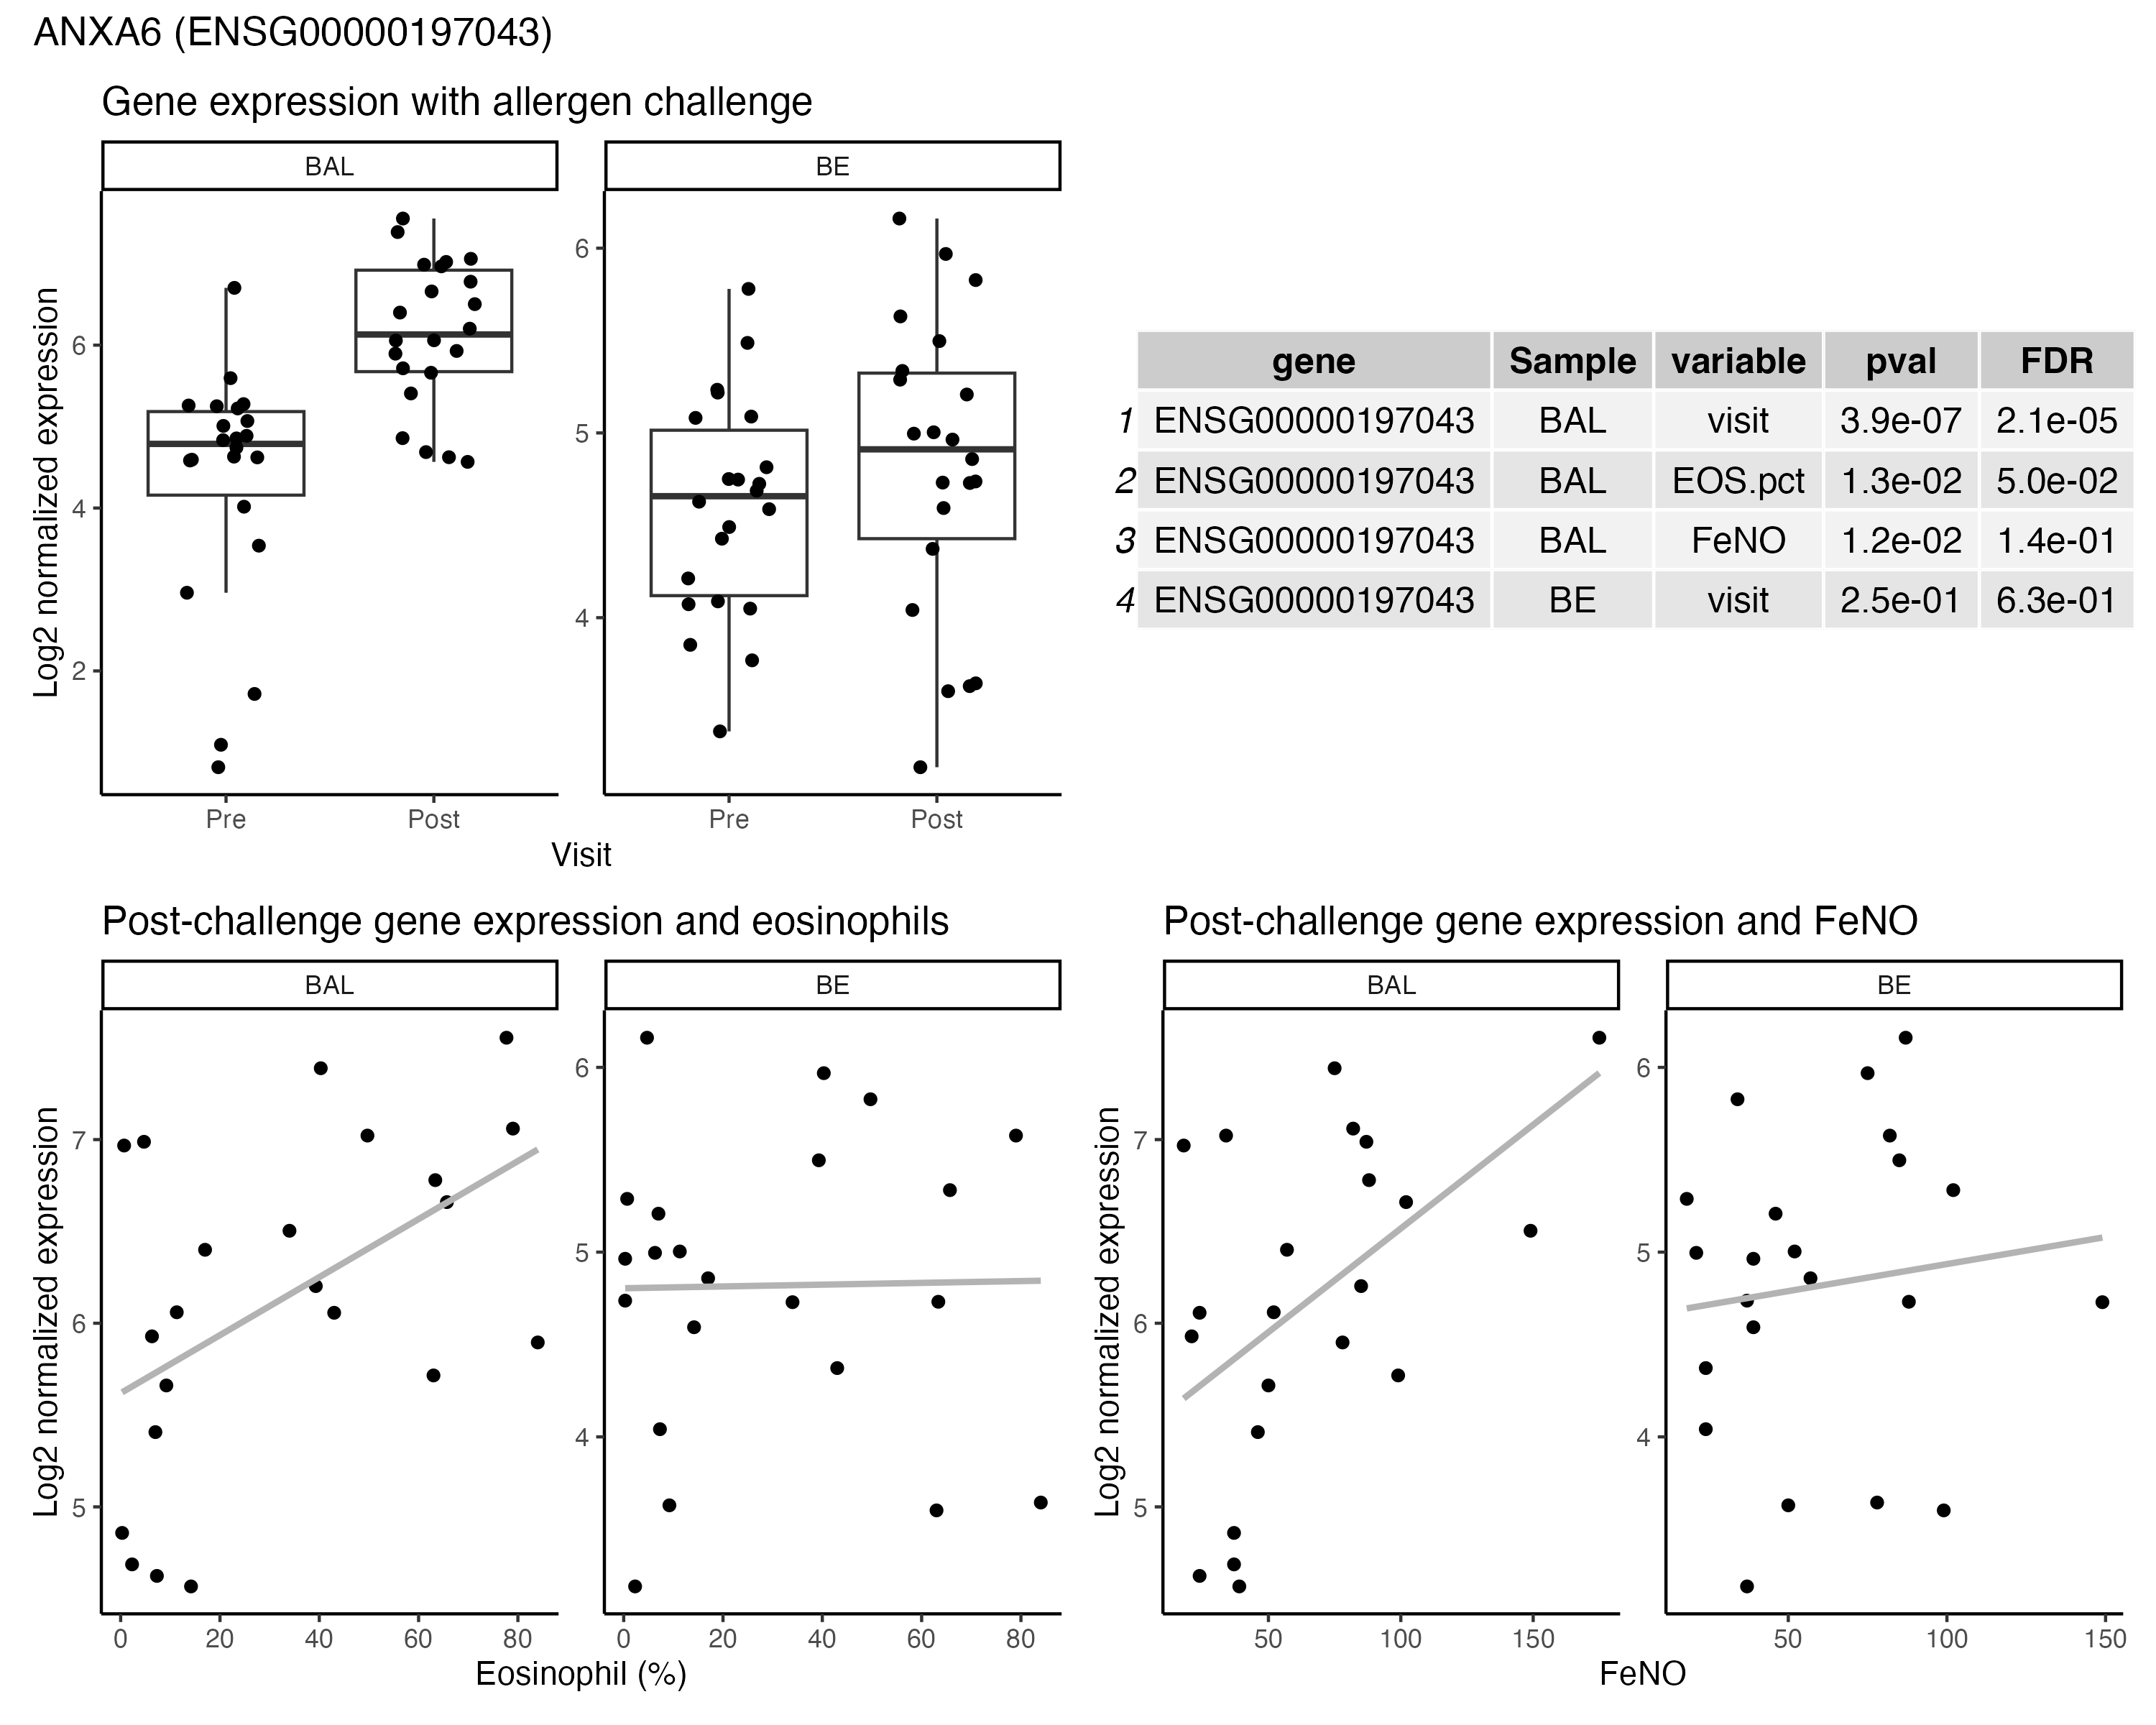 ANXA6 (ENSG00000197043)
Gene expression with allergen challenge
BAL
BE
Log2 normalized expression
6
4
2
6
5
4
Pre
Post
Pre
Post
Visit
gene Sample variable pval FDR
1 ENSG00000197043 BAL visit 3.9e-07 2.1e-05
2 ENSG00000197043 BAL EOS.pct 1.3e-02 5.0e-02
3 ENSG00000197043 BAL FeNO 1.2e-02 1.4e-01
4 ENSG00000197043 BE visit 2.5e-01 6.3e-01
Post-challenge gene expression and eosinophils
BAL
BE
Log2 normalized expression
7
6
5
6
5
4
0 20 40 60 80
0 20 40 60 80
Eosinophil (%)
Post-challenge gene expression and FeNO
BAL
BE
Log2 normalized expression
7
6
5
6
5
4
50 100 150
50 100 150
FeNO